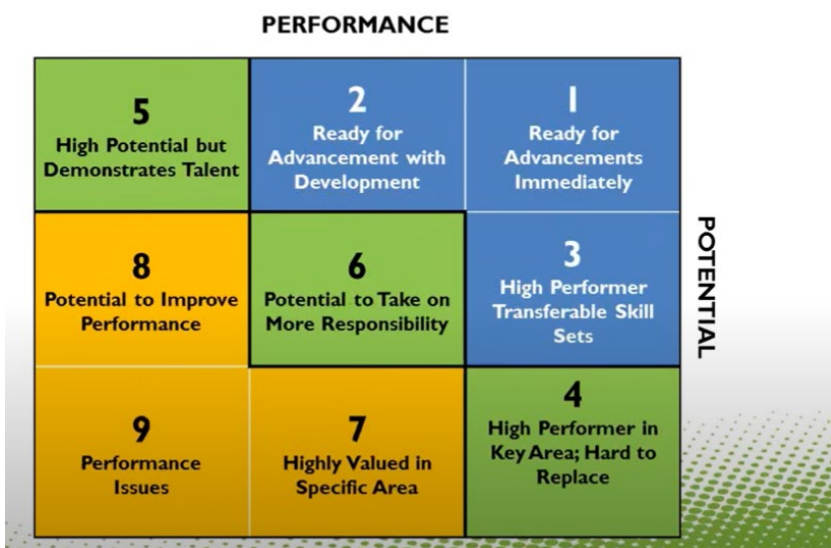 PERFORMANCE
5
High Potential but
Demonstrates Talent
2
Ready for
Advancement with
Development
1
Ready for
Advancements
Immediately
8
Potential to Improve
Performance
6
Potential to Take on
More Responsibility
3
High Performer
Transferable Skill
Sets
9
Performance
Issues
7
Highly Valued in
Specific Area
4
High Performer in
Key Area; Hard to
Replace
POTENTIAL